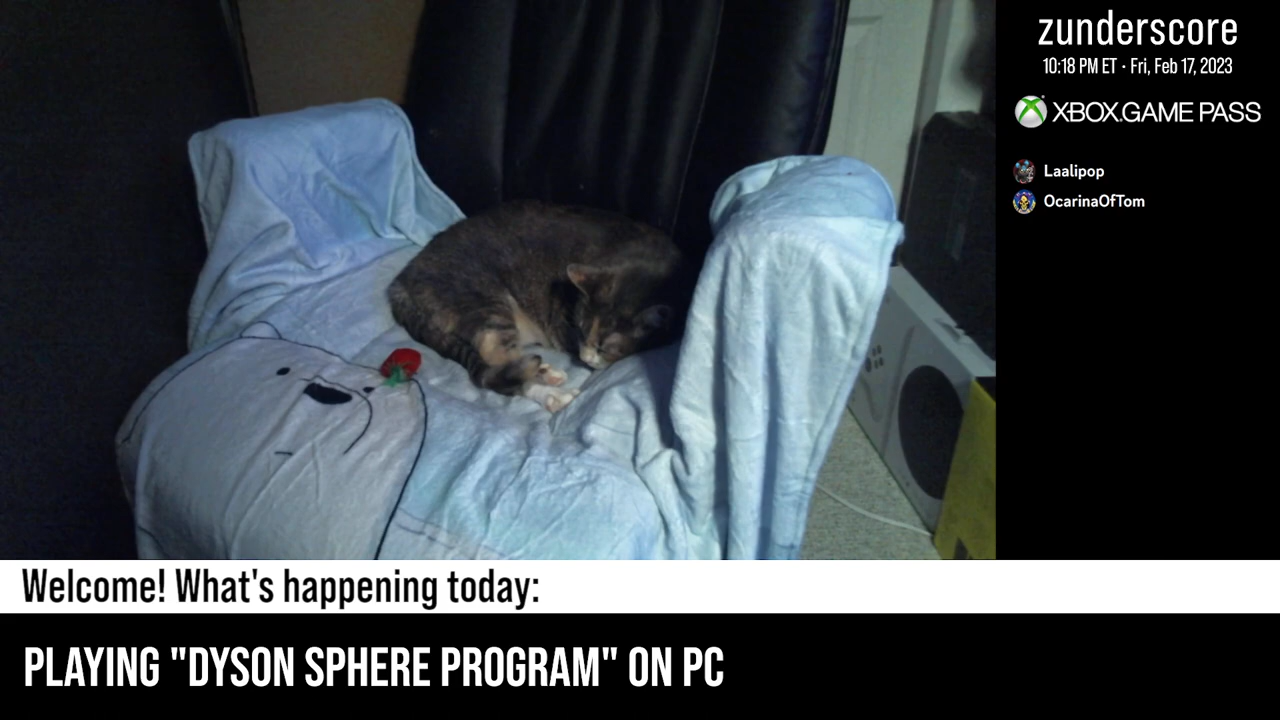 zunderscore
10:18 PM ET · Fri, Feb 17, 2023
XBOX GAME PASS
Laalipop
OcarinaOfTom
Welcome! What's happening today:
PLAYING "DYSON SPHERE PROGRAM" ON PC